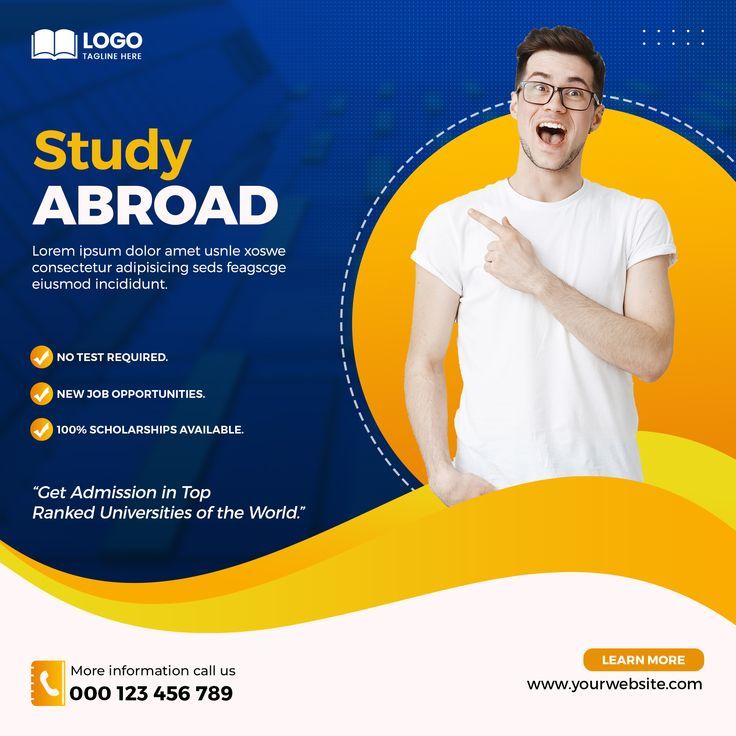 LOGO
TAGLINE HERE
Study
ABROAD
Lorem ipsum dolor amet usnle xoswe
consectetur adipisicing seds feagscge
eiusmod incididunt.
NO TEST REQUIRED.
NEW JOB OPPORTUNITIES.
100% SCHOLARSHIPS AVAILABLE.
“Get Admission in Top
Ranked Universities of the World.”
More information call us
000 123 456 789
LEARN MORE
www.yourwebsite.com